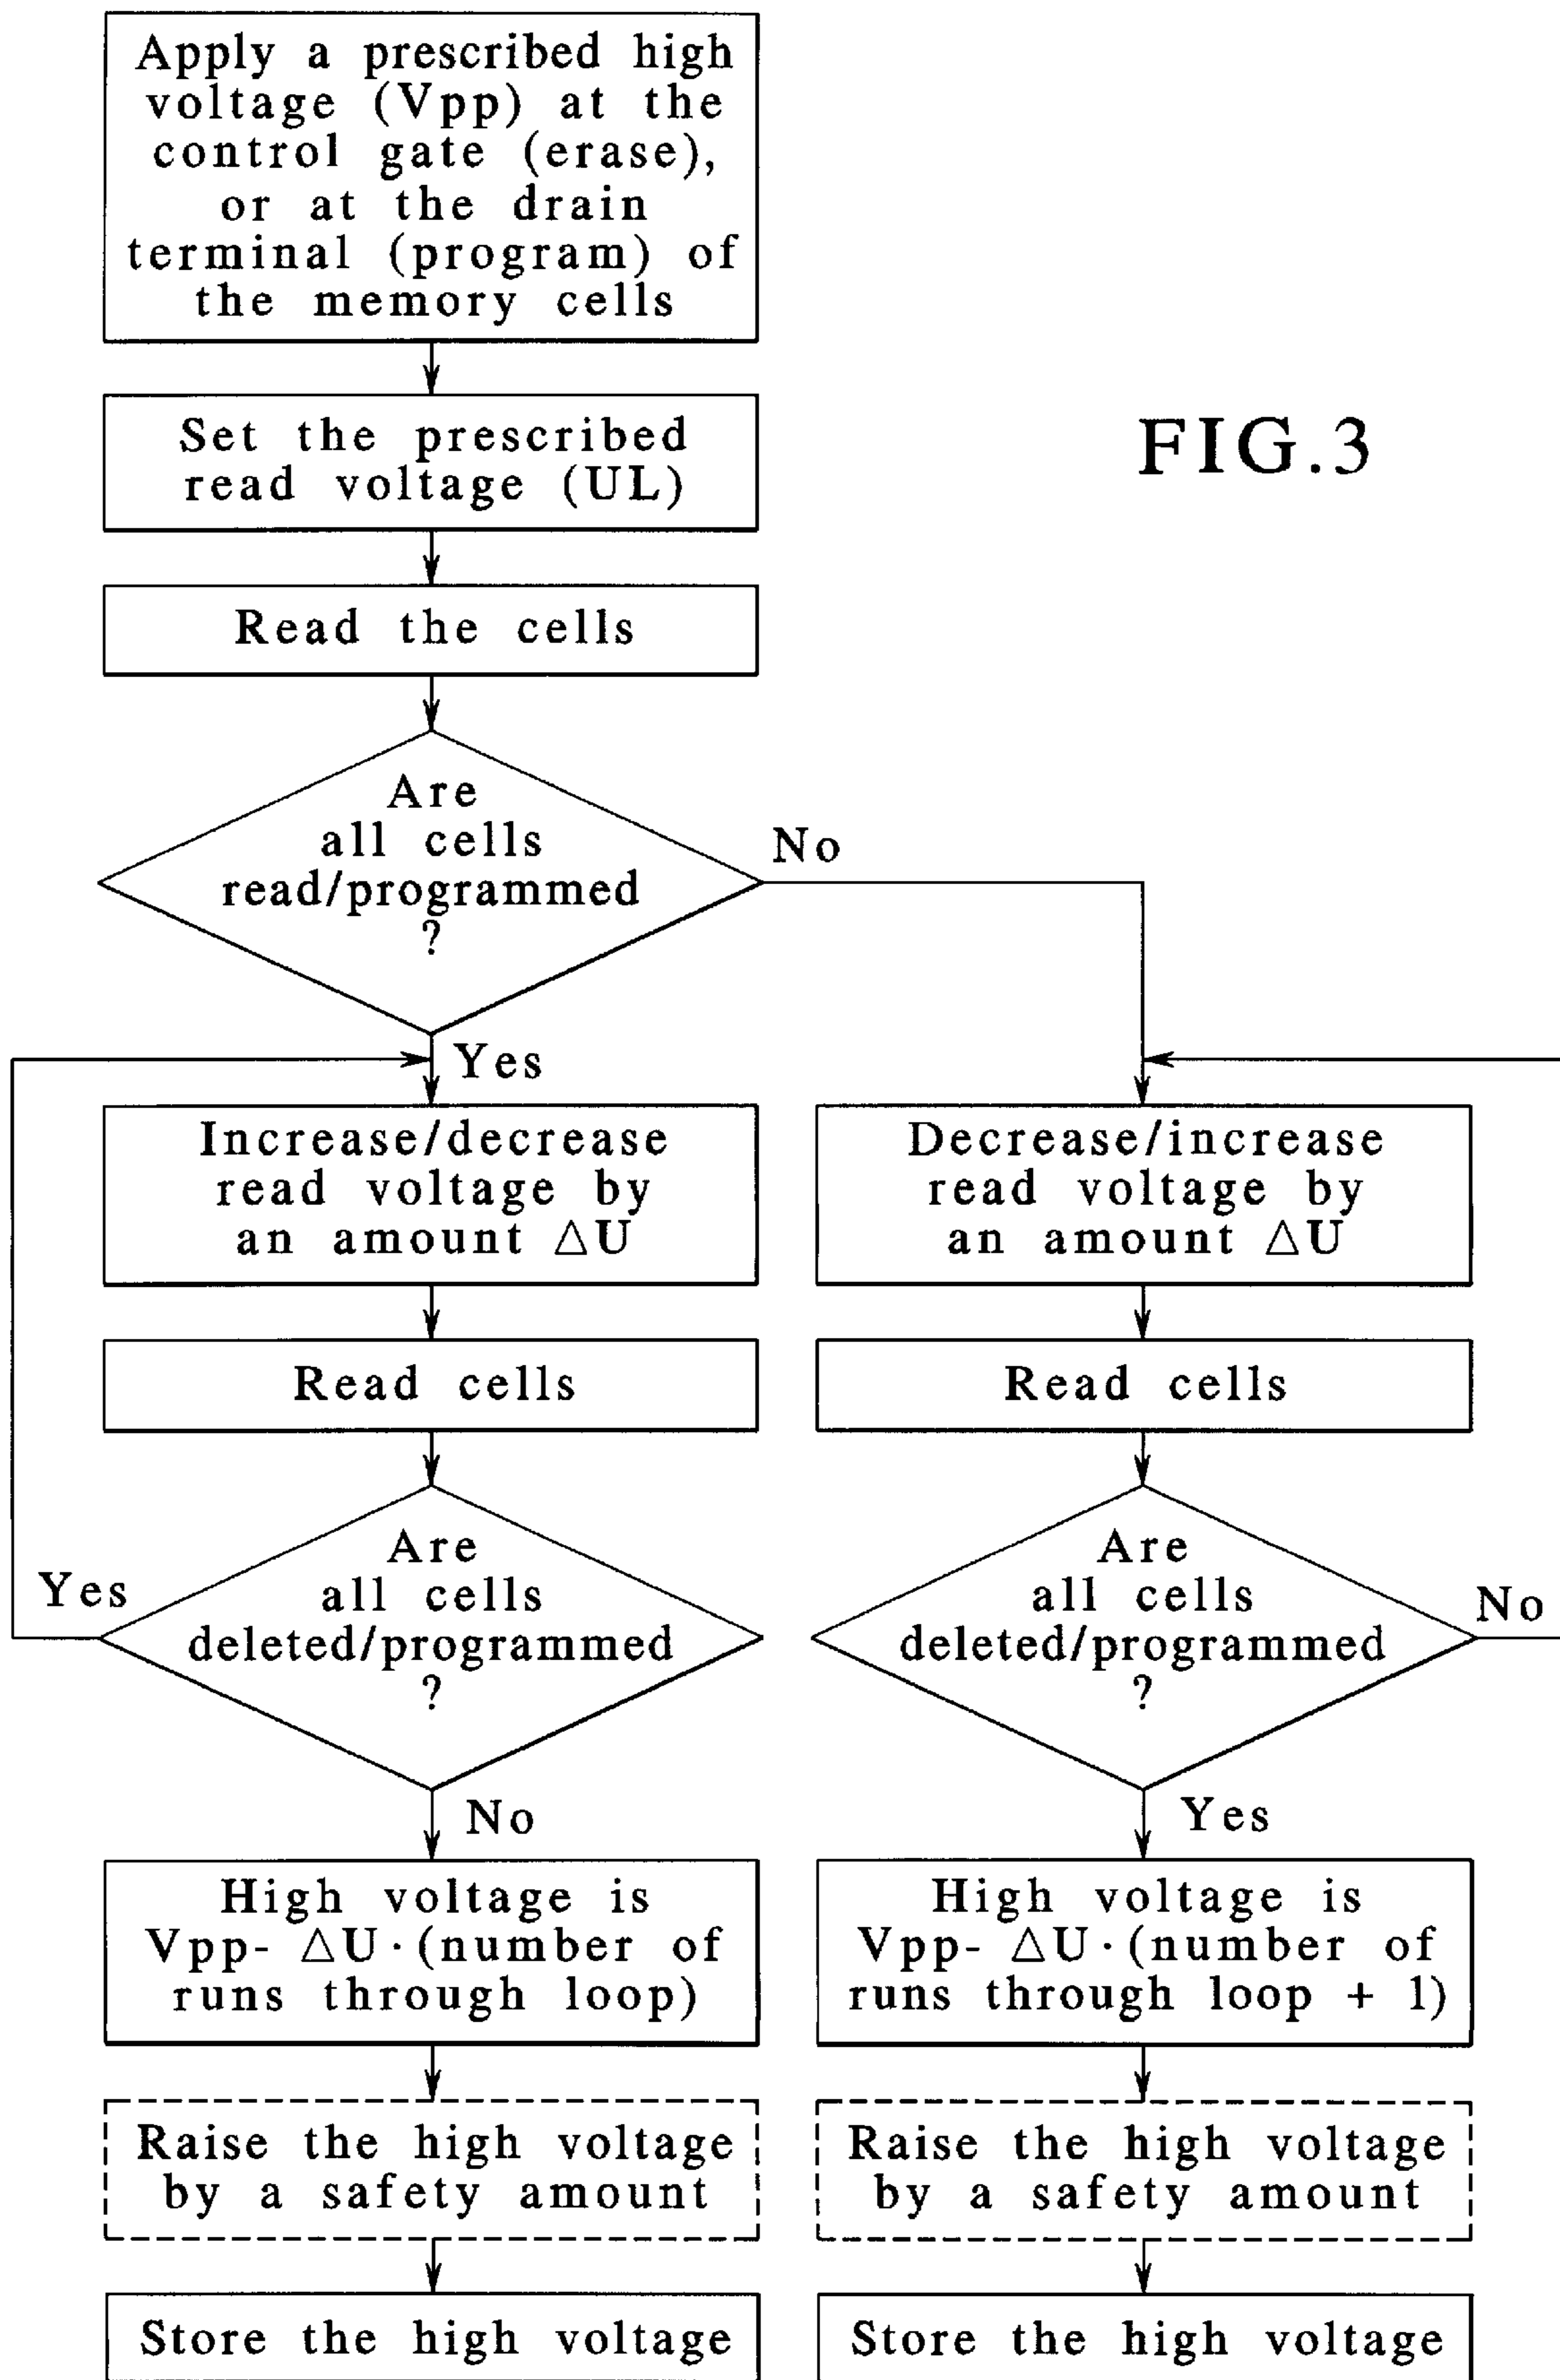 Apply a prescribed high
voltage (Vpp) at the
control gate (erase),
or at the drain
terminal (program) of
the memory cells
Set the prescribed
read voltage (UL)
FIG.3
Read the cells
Are
all cells
read/programmed
?
No
Yes
Increase/decrease
read voltage by
an amount △U
Read cells
Are
all cells
deleted/programmed
?
Yes
No
High voltage is
Vpp- △U·(number of
runs through loop)
Raise the high voltage
by a safety amount
Store the high voltage
Decrease/increase
read voltage by
an amount △U
Read cells
Are
all cells
deleted/programmed
?
No
Yes
High voltage is
Vpp- △U·(number of
runs through loop + 1)
Raise the high voltage
by a safety amount
Store the high voltage